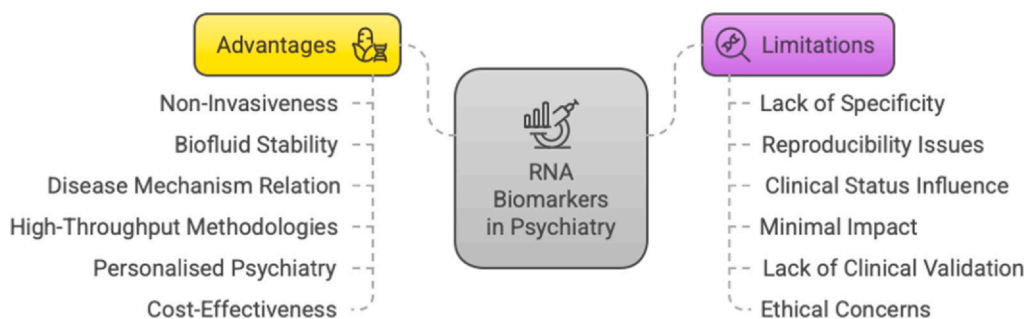 Advantages
Non-Invasiveness
Biofluid Stability
Disease Mechanism Relation
High-Throughput Methodologies
Personalised Psychiatry
Cost-Effectiveness
RNA
Biomarkers
in Psychiatry
Limitations
Lack of Specificity
Reproducibility Issues
Clinical Status Influence
Minimal Impact
Lack of Clinical Validation
Ethical Concerns